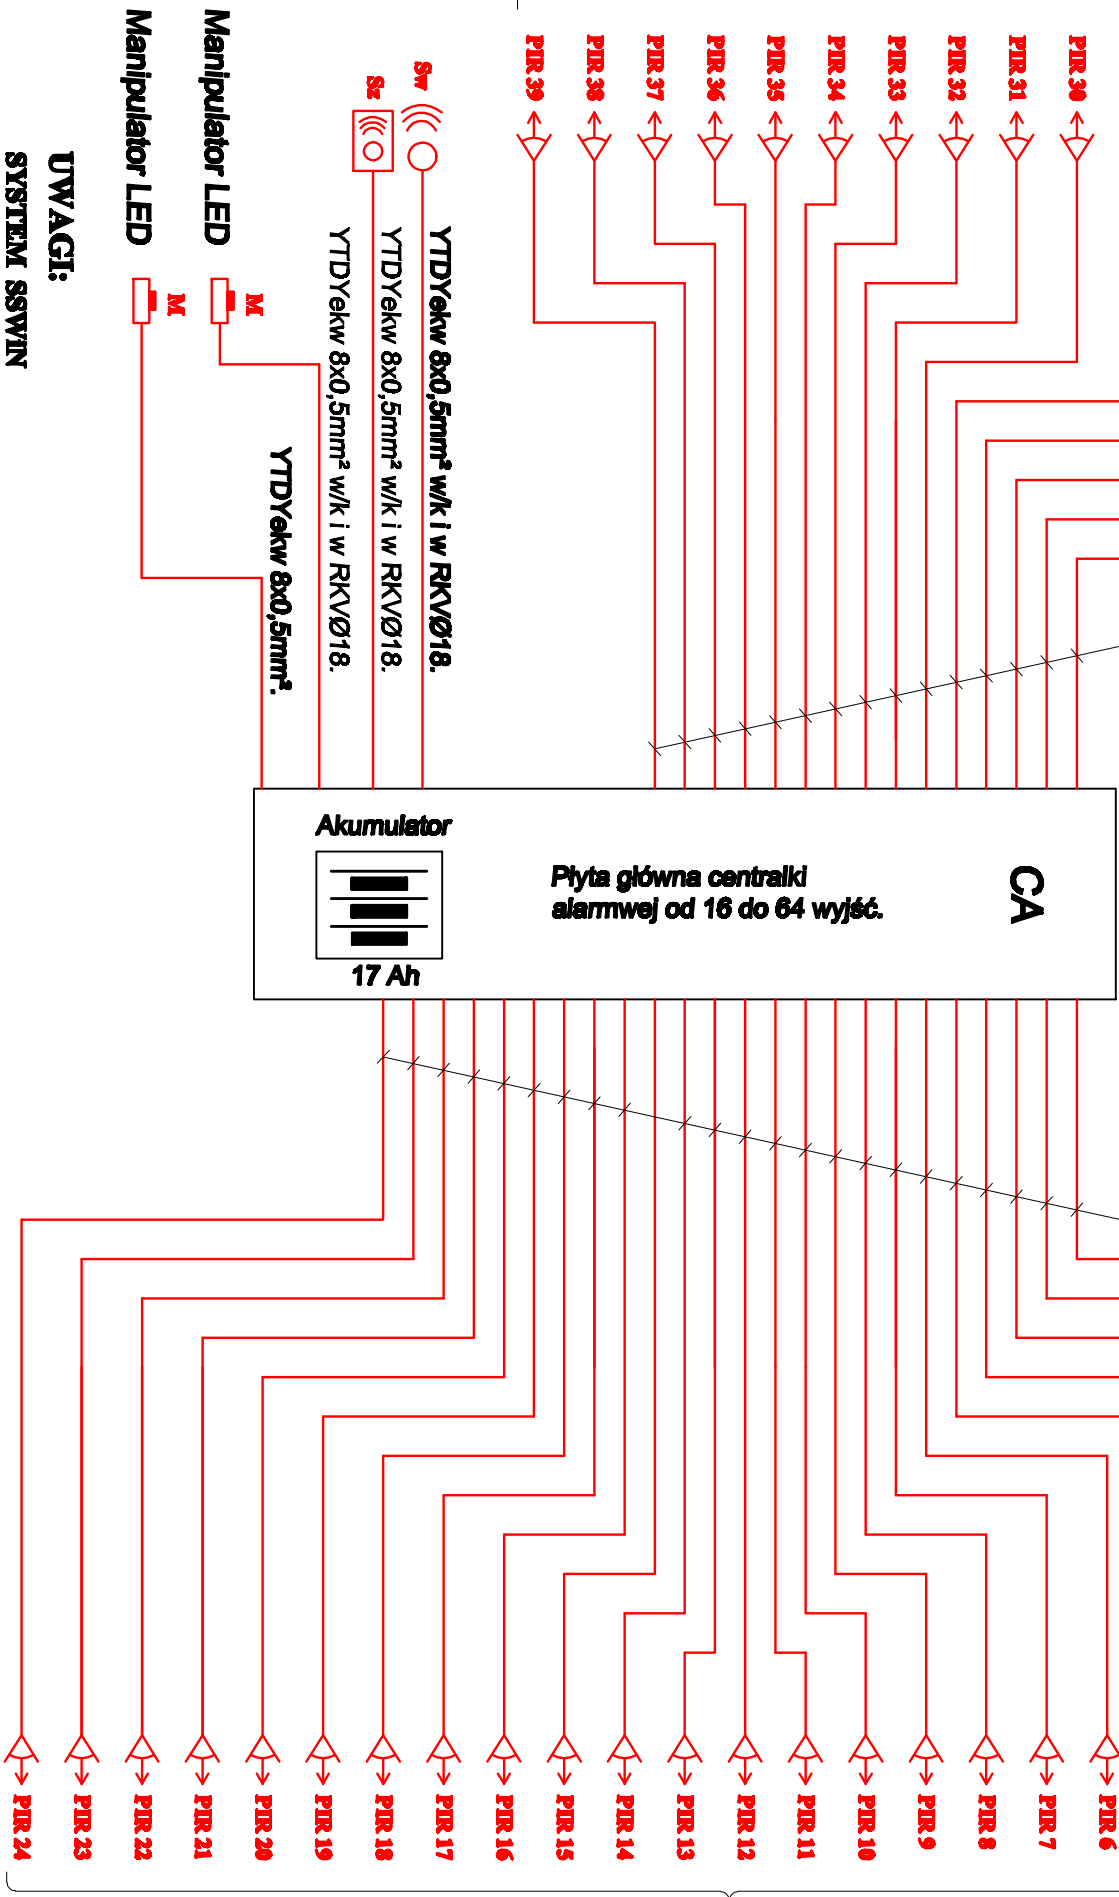 PIR 39
PIR 38
PIR 37
PIR 36
PIR 35
PIR 34
PIR 33
PIR 32
PIR 31
PIR 30
Sw
Sz
Manipulator LED
M
Manipulator LED
M
YTDYekw 8x0,5mm² w/k i w RKVØ18.
YTDYekw 8x0,5mm² w/k i w RKVØ18.
YTDYekw 8x0,5mm² w/k i w RKVØ18.
YTDYekw 8x0,5mm².
UWAGI:
SYSTEM SSWiN
Akumulator
17 Ah
Płyta główna centralki
alarmwej od 16 do 64 wyjść.
CA
PIR 24
PIR 23
PIR 22
PIR 21
PIR 20
PIR 19
PIR 18
PIR 17
PIR 16
PIR 15
PIR 14
PIR 13
PIR 12
PIR 11
PIR 10
PIR 9
PIR 8
PIR 7
PIR 6